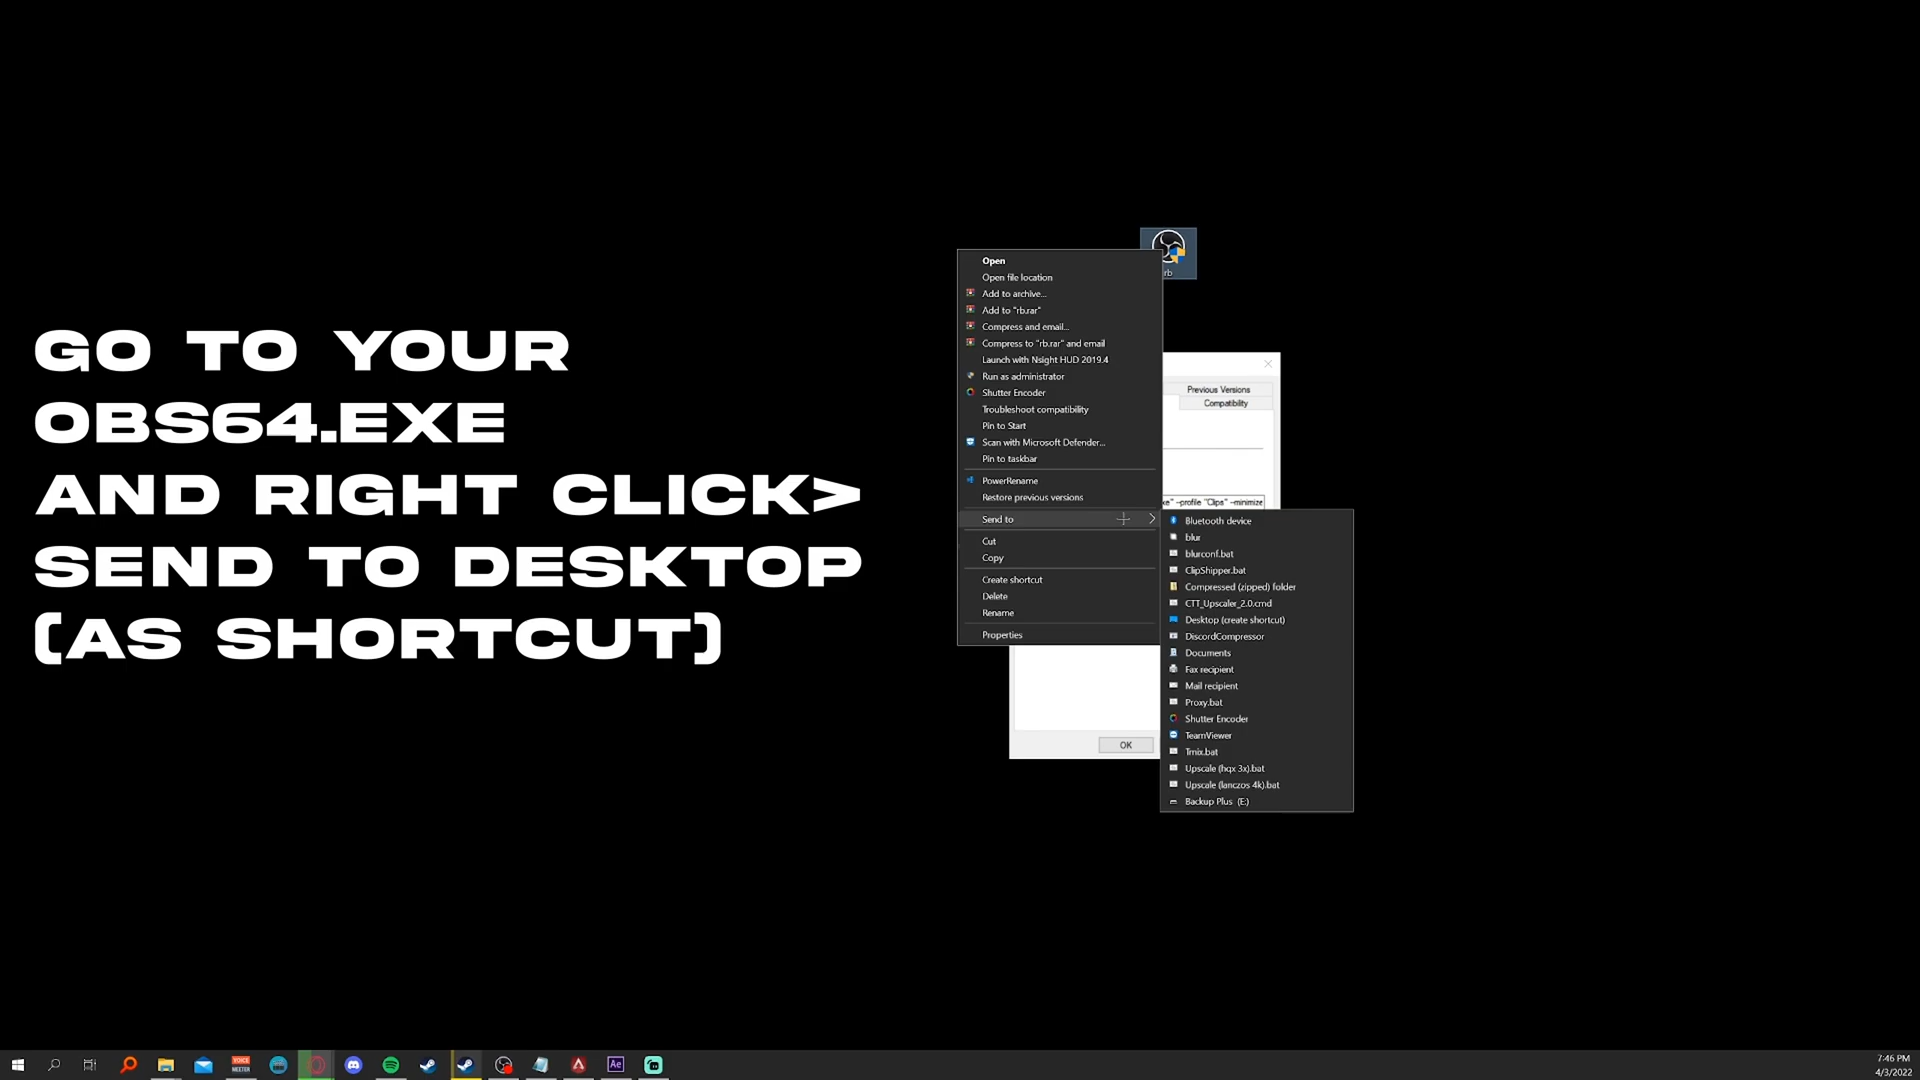 GO TO YOUR
OBS64.EXE
AND RIGHT CLICK>
SEND TO DESKTOP
(AS SHORTCUT)
rb
Open
Open file location
Add to archive...
Add to "rb.rar"
Compress and email...
Compress to "rb.rar" and email
Launch with Nsight HUD 2019.4
Run as administrator
Shutter Encoder
Troubleshoot compatibility
Pin to Start
Scan with Microsoft Defender...
Pin to taskbar
PowerRename
Restore previous versions
Send to
Cut
Copy
Create shortcut
Delete
Rename
Properties
Previous Versions
Compatibility
xe" --profile "Clips" --minimize
OK
Bluetooth device
blur
blurconf.bat
ClipShipper.bat
Compressed (zipped) folder
CTT_Upscaler_2.0.cmd
Desktop (create shortcut)
DiscordCompressor
Documents
Fax recipient
Mail recipient
Proxy.bat
Shutter Encoder
TeamViewer
Trnix.bat
Upscale (hqx 3x).bat
Upscale (lanczos 4k).bat
Backup Plus (E:)
VOICE
MEETER
Ae
7:46 PM
4/3/2022